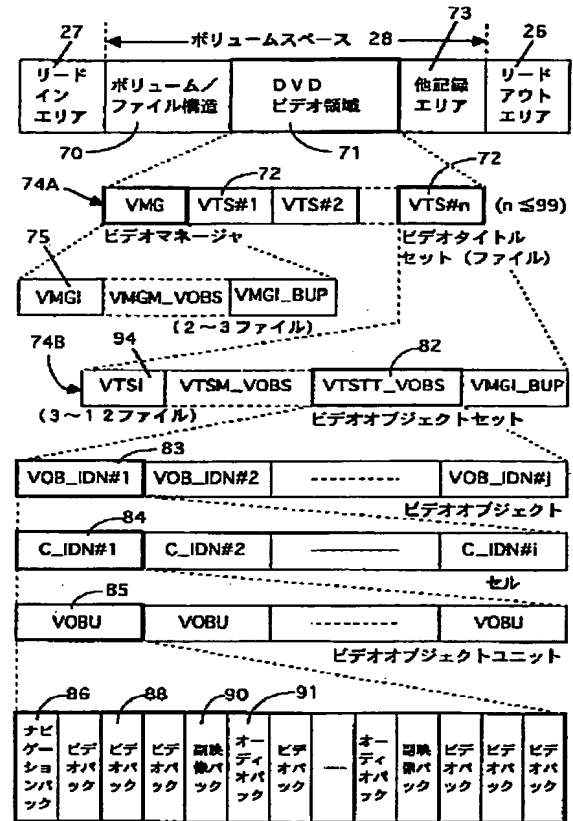 27
ボリュームスペース 28
73
26
リード
イン
エリア
ボリューム/
ファイル構造
DVD
ビデオ領域
他記録
エリア
リード
アウト
エリア
70
71
72
72
74A
VMG
VTS#1
VTS#2
VTS#n
(n≦99)
ビデオマネージャ
ビデオタイトル
セット (ファイル)
75
VMGI
VMGM_VOBS
VMGI_BUP
(2~3ファイル)
74B
94
82
VTSI
VTSM_VOBS
VTSTT_VOBS
VMGI_BUP
(3~12ファイル)
ビデオオブジェクトセット
83
VOB_IDN#1
VOB_IDN#2
VOB_IDN#j
ビデオオブジェクト
84
C_IDN#1
C_IDN#2
C_IDN#i
セル
85
VOBU
VOBU
VOBU
ビデオオブジェクトユニット
86
88
90
91
ナビゲーションパック
ビデオパック
ビデオパック
ビデオパック
副映像パック
オーディオパック
ビデオパック
オーディオパック
副映像パック
ビデオパック
ビデオパック
ビデオパック